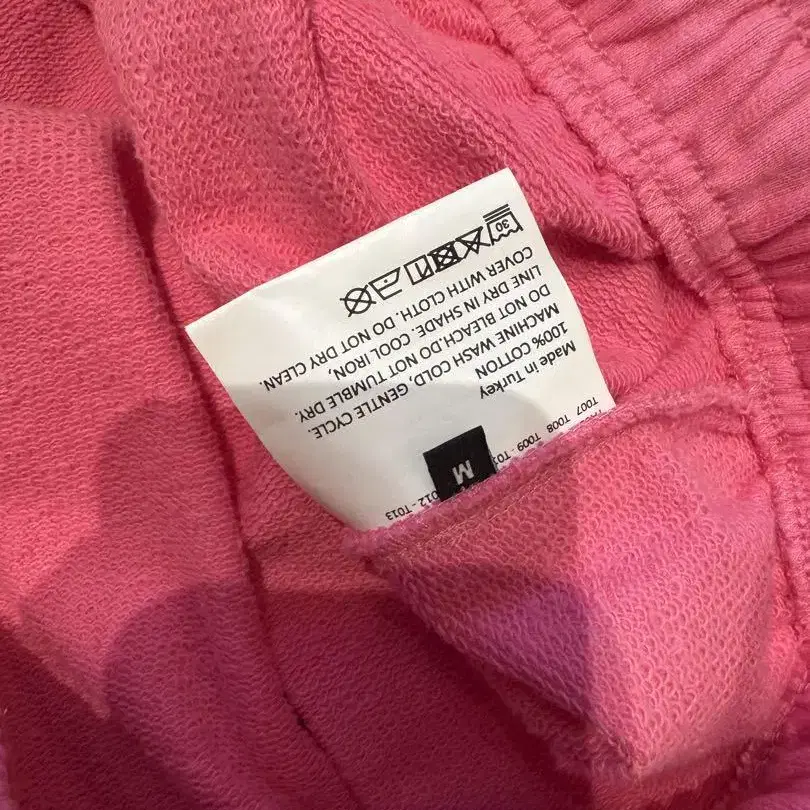 T007 T008 T009 - T013
M
Made in Turkey
100% COTTON
MACHINE WASH COLD, GENTLE CYCLE.
DO NOT BLEACH.DO NOT TUMBLE DRY.
LINE DRY IN SHADE. COOL IRON,
COVER WITH CLOTH. DO NOT DRY CLEAN.
30